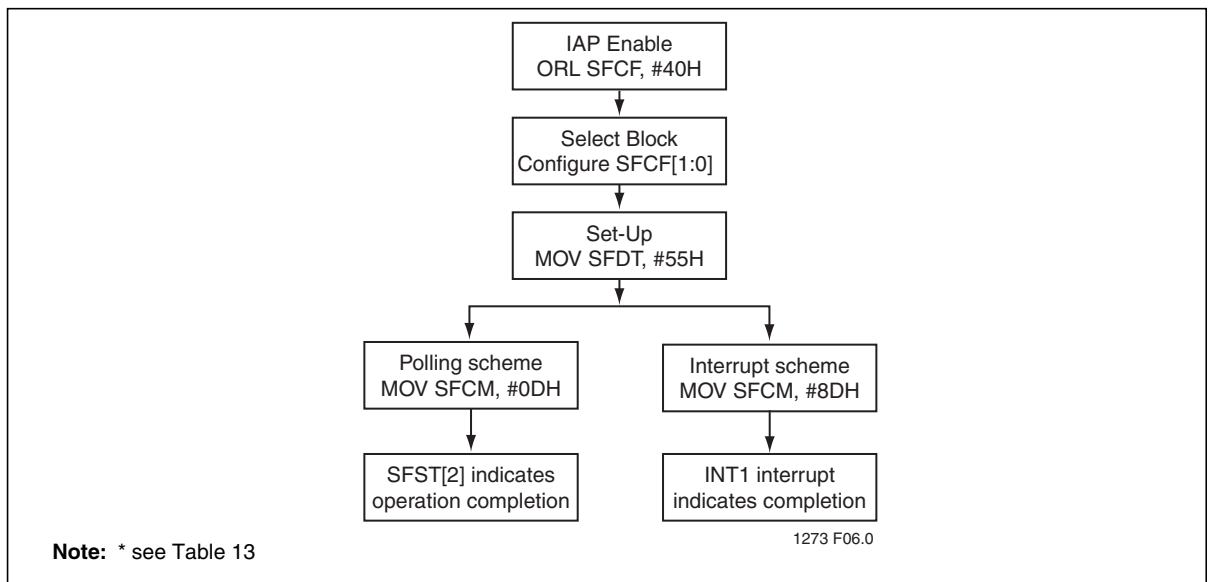 IAP Enable
ORL SFCF, #40H
Select Block
Configure SFCF[1:0]
Set-Up
MOV SFDT, #55H
Polling scheme
MOV SFCM, #0DH
Interrupt scheme
MOV SFCM, #8DH
SFST[2] indicates
operation completion
INT1 interrupt
indicates completion
1273 F06.0
Note: * see Table 13